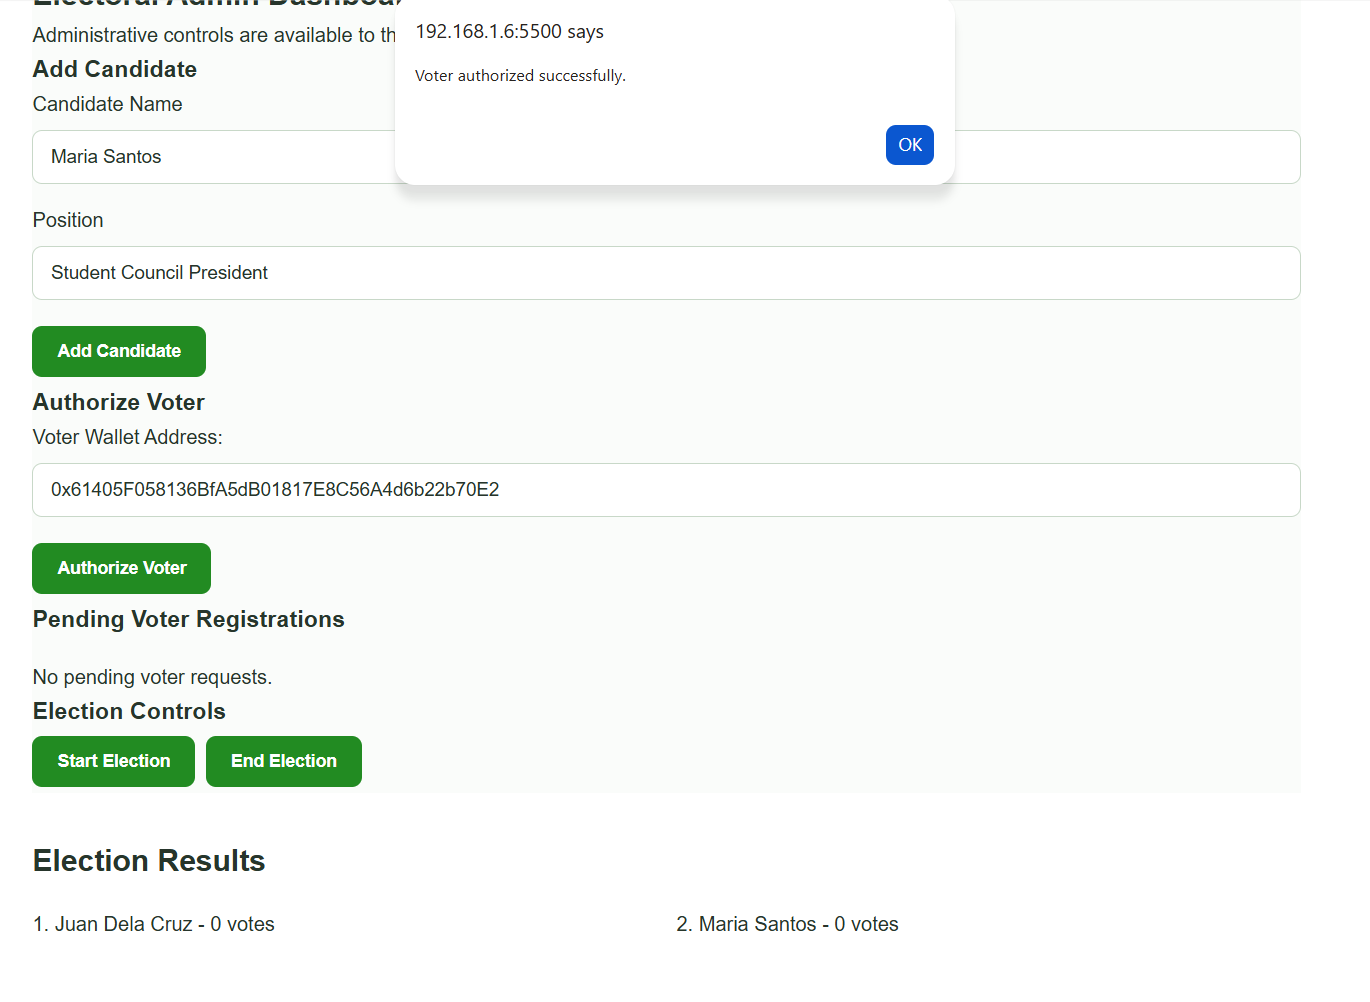 Electoral Admin Dashboa
192.168.1.6:5500 says
Administrative controls are available to th
Voter authorized successfully.
OK
Add Candidate
Candidate Name
Maria Santos
Position
Student Council President
Add Candidate
Authorize Voter
Voter Wallet Address:
0x61405F058136BfA5dB01817E8C56A4d6b22b70E2
Authorize Voter
Pending Voter Registrations
No pending voter requests.
Election Controls
Start Election End Election
Election Results
1. Juan Dela Cruz - 0 votes
2. Maria Santos - 0 votes